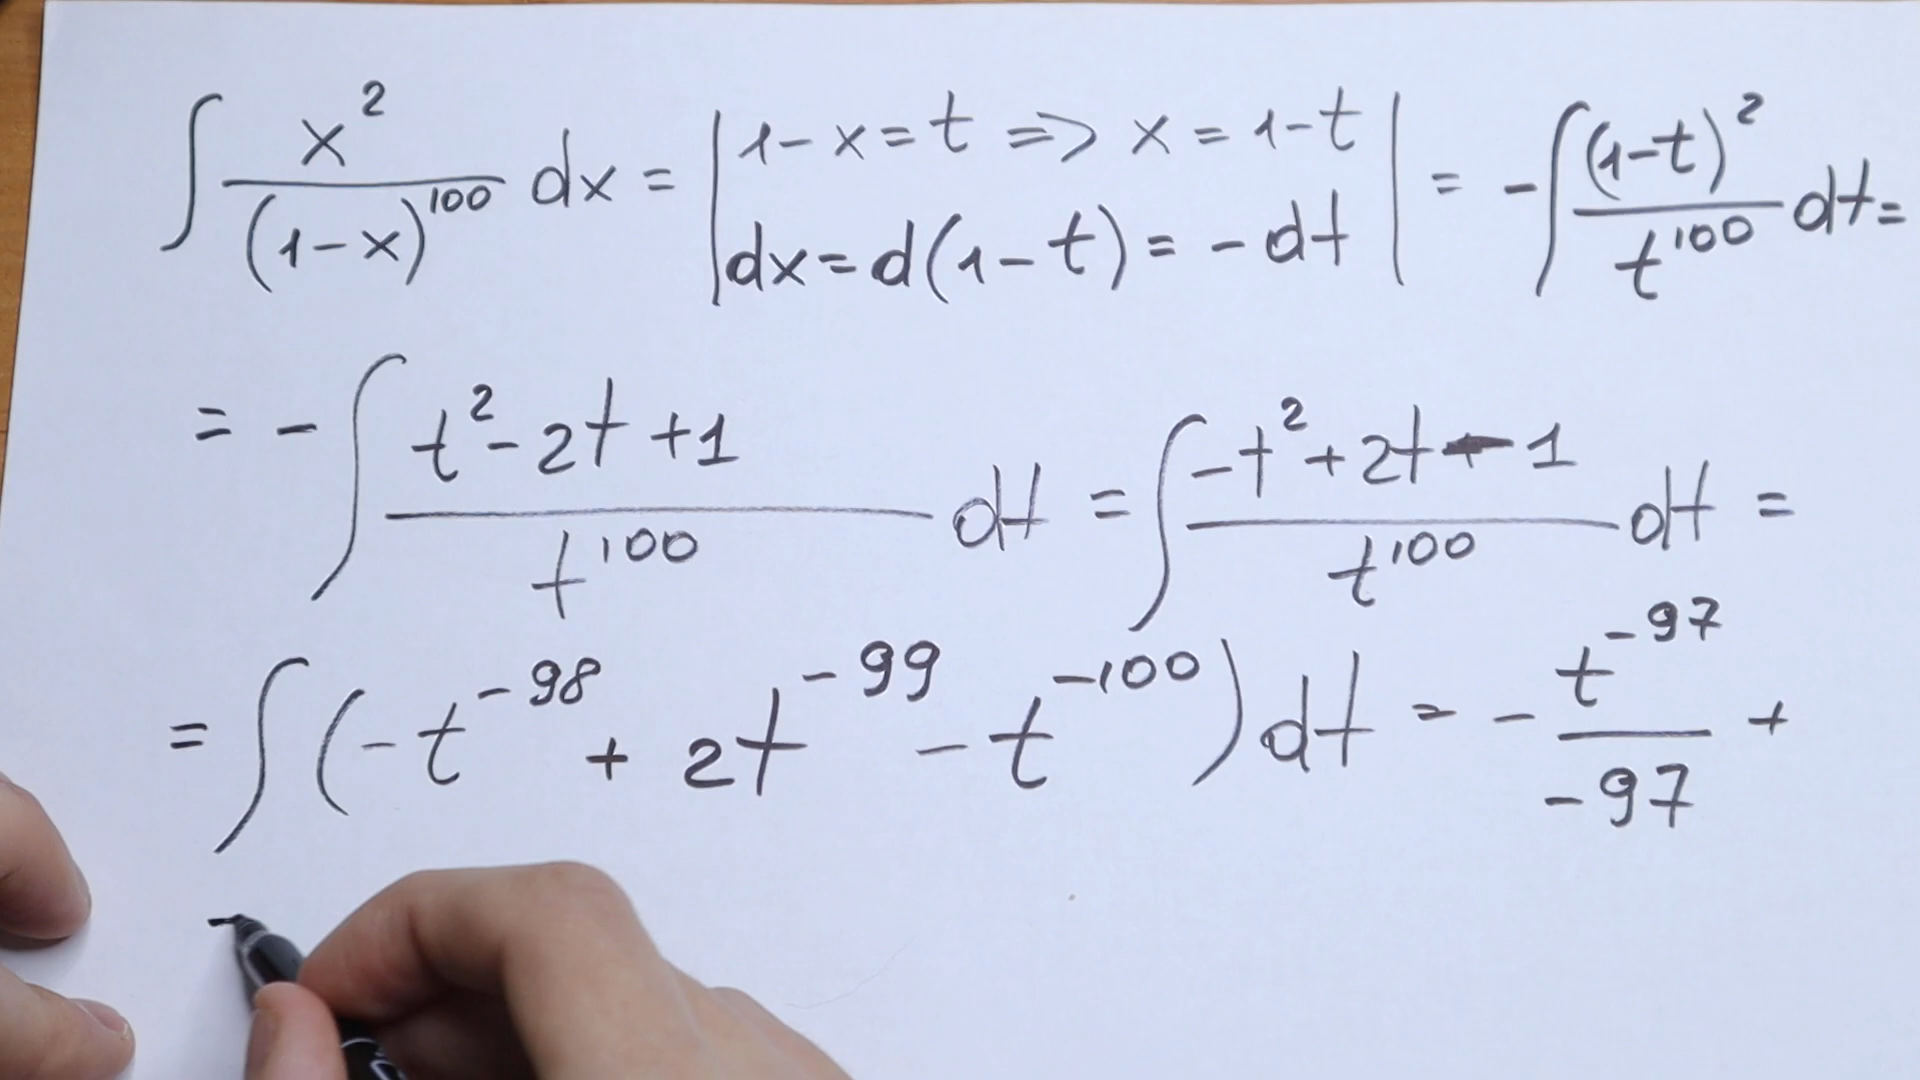 ∫ x²/(1-x)¹⁰⁰ dx = | 1-x=t => x=1-t ; dx=d(1-t)=-dt | = -∫ (1-t)²/t¹⁰⁰ dt=
= -∫ t²-2t+1/t¹⁰⁰ dt = ∫ -t²+2t-1/t¹⁰⁰ dt =
= ∫(-t⁻⁹⁸ + 2t⁻⁹⁹ - t⁻¹⁰⁰)dt = - t⁻⁹⁷/-97 +